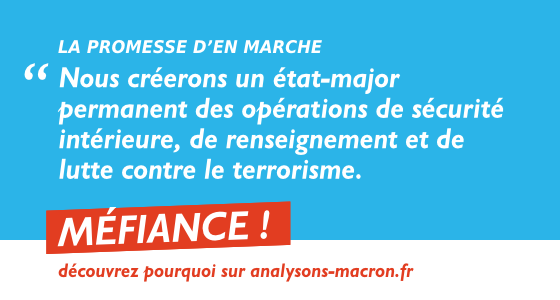 LA PROMESSE D’EN MARCHE
“ Nous créerons un état-major
permanent des opérations de sécurité
intérieure, de renseignement et de
lutte contre le terrorisme.
MÉFIANCE !
découvrez pourquoi sur analysons-macron.fr